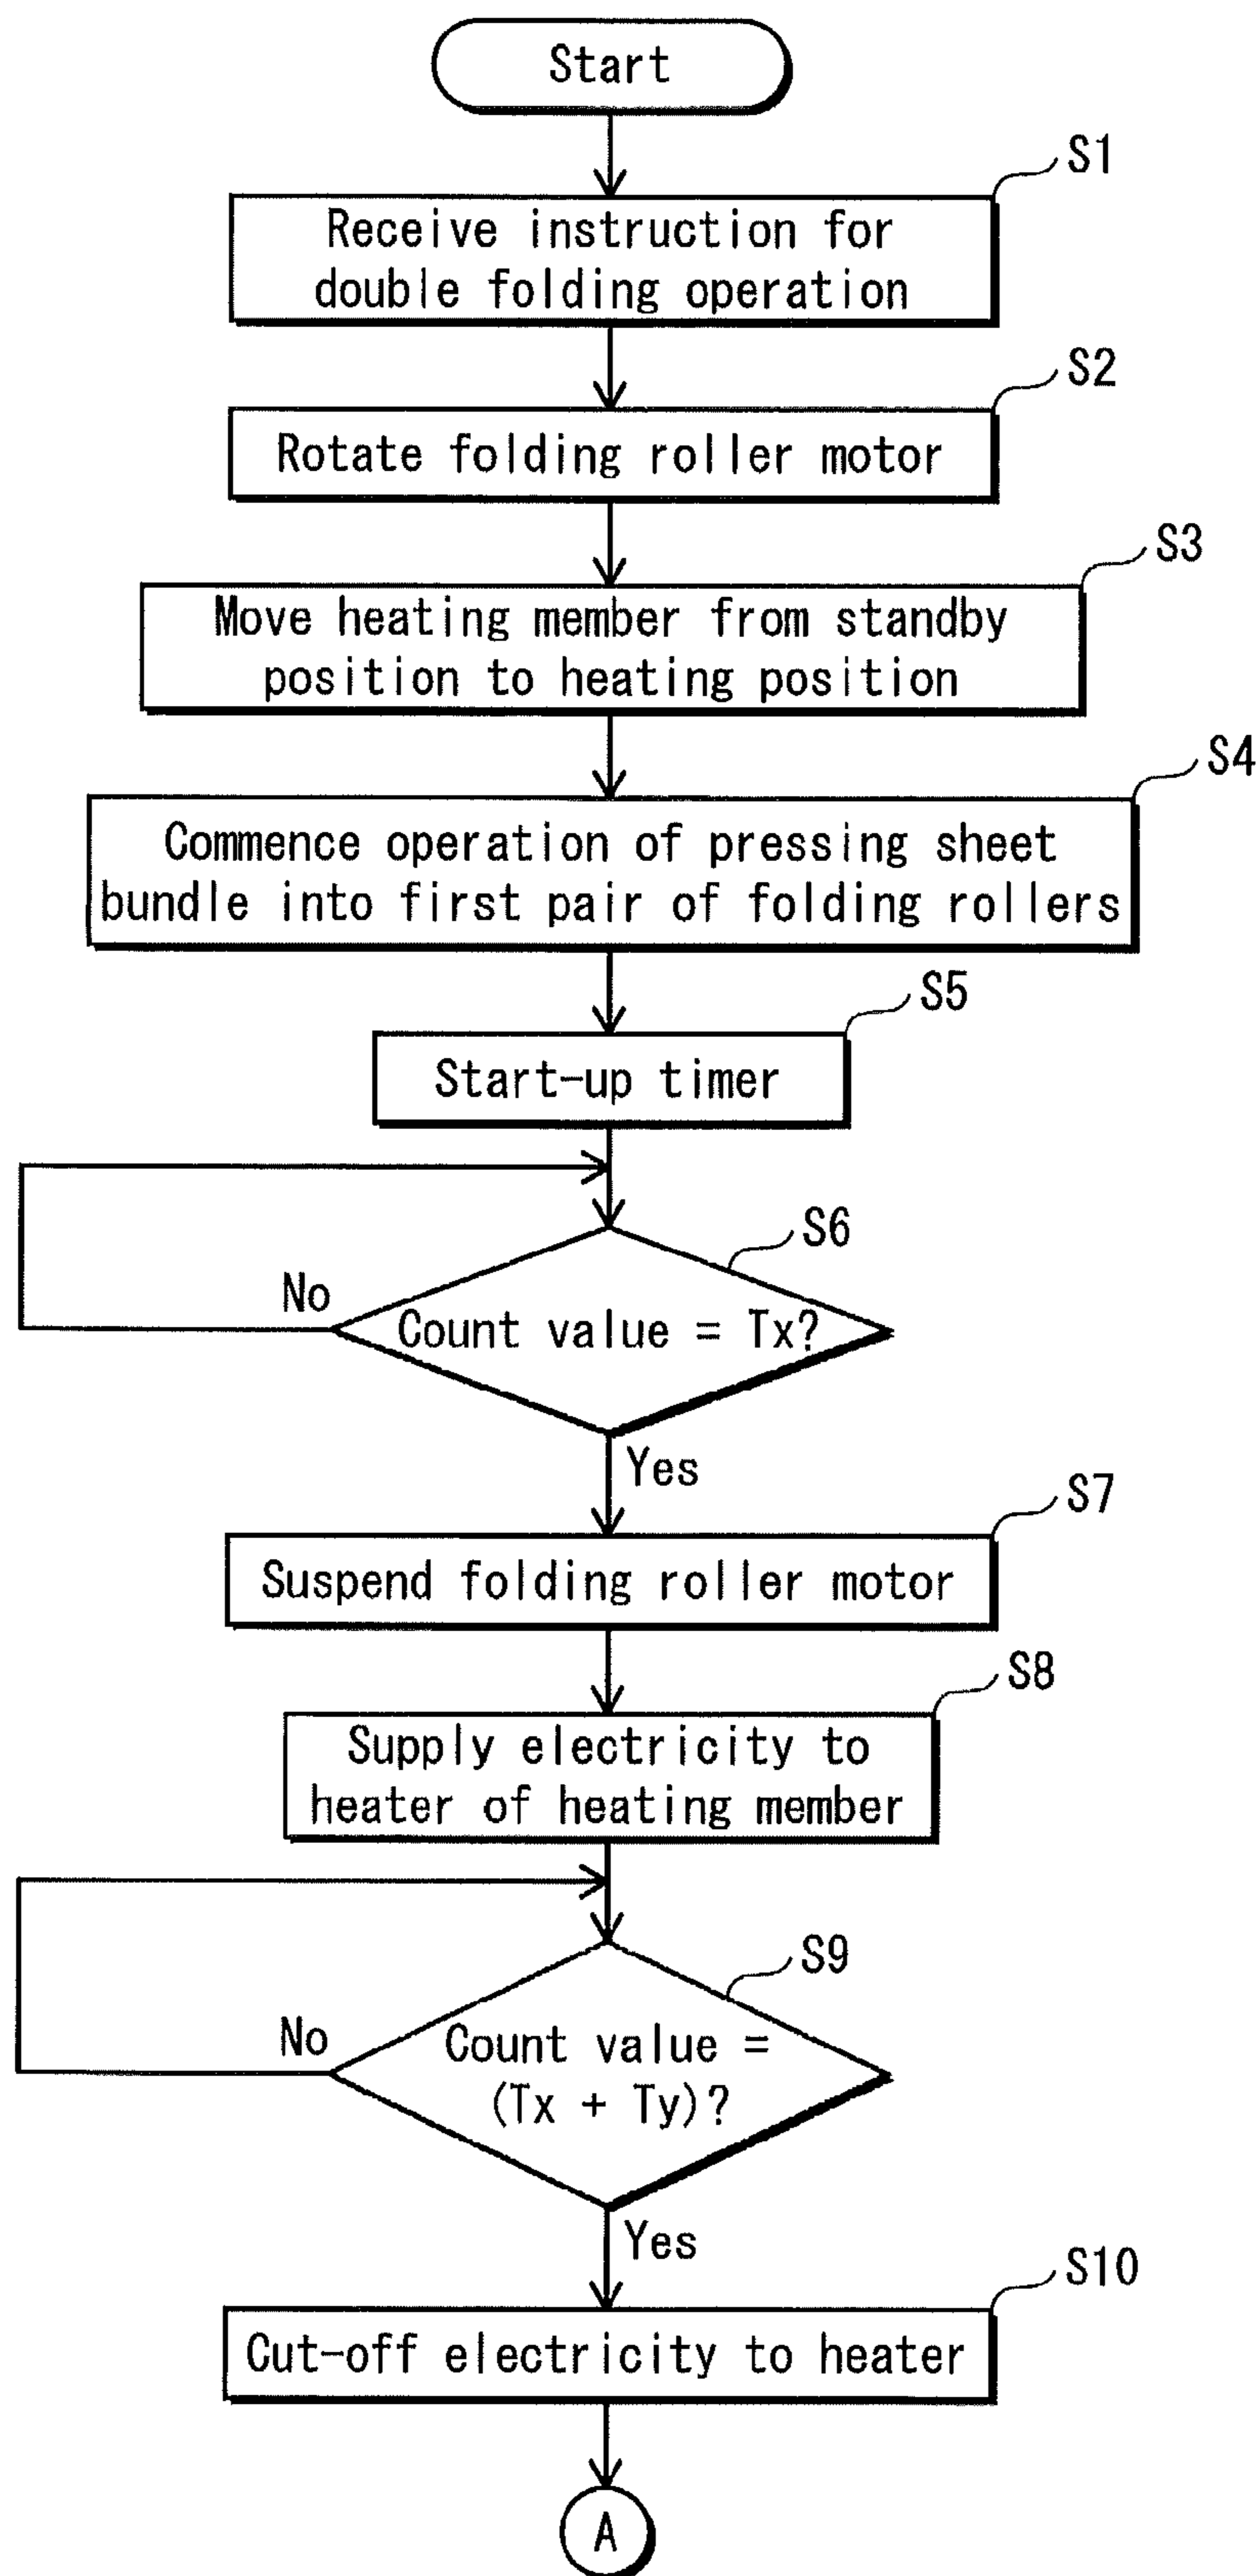 Start
S1
Receive instruction for
double folding operation
S2
Rotate folding roller motor
S3
Move heating member from standby
position to heating position
S4
Commence operation of pressing sheet
bundle into first pair of folding rollers
S5
Start-up timer
S6
No
Count value = Tx?
Yes
S7
Suspend folding roller motor
S8
Supply electricity to
heater of heating member
S9
No
Count value =
(Tx + Ty)?
Yes
S10
Cut-off electricity to heater
A